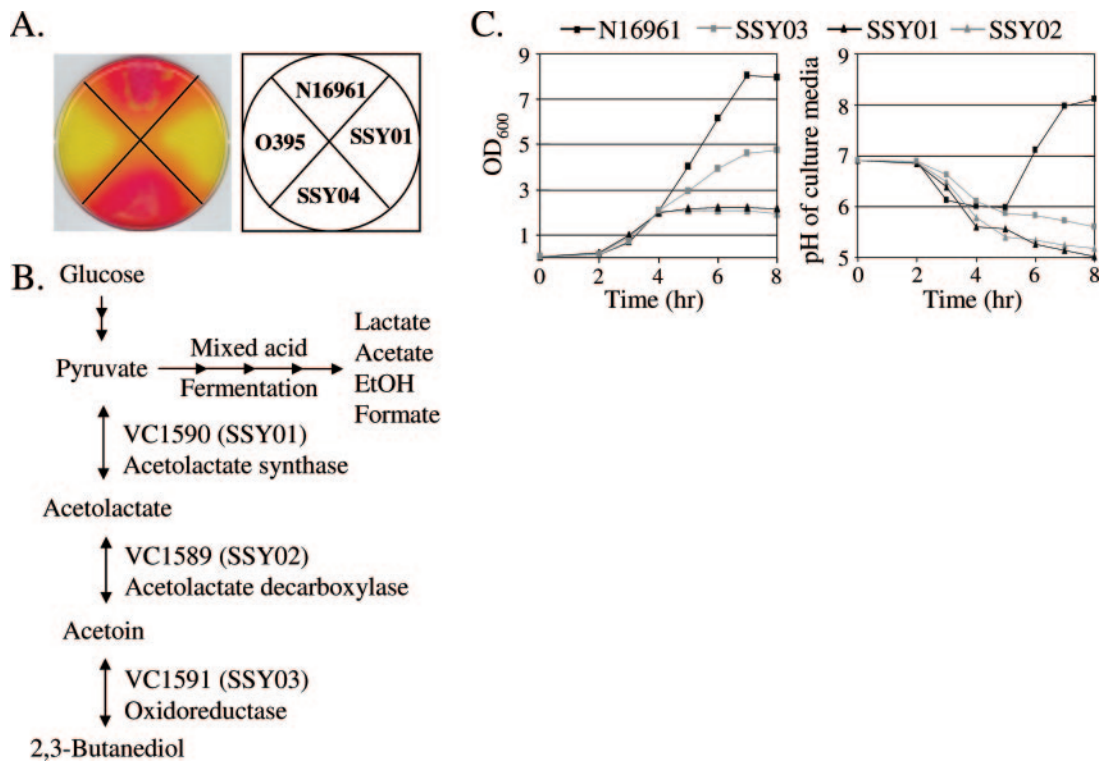 A.
N16961
O395
SSY01
SSY04
B.
Glucose
Pyruvate
Mixed acid
Fermentation
Lactate
Acetate
EtOH
Formate
VC1590 (SSY01)
Acetolactate synthase
Acetolactate
VC1589 (SSY02)
Acetolactate decarboxylase
Acetoin
VC1591 (SSY03)
Oxidoreductase
2,3-Butanediol
C.
N16961 SSY03 SSY01 SSY02
OD600
9
7
5
3
1
0 2 4 6 8
Time (hr)
pH of culture media
9
8
7
6
5
0 2 4 6 8
Time (hr)